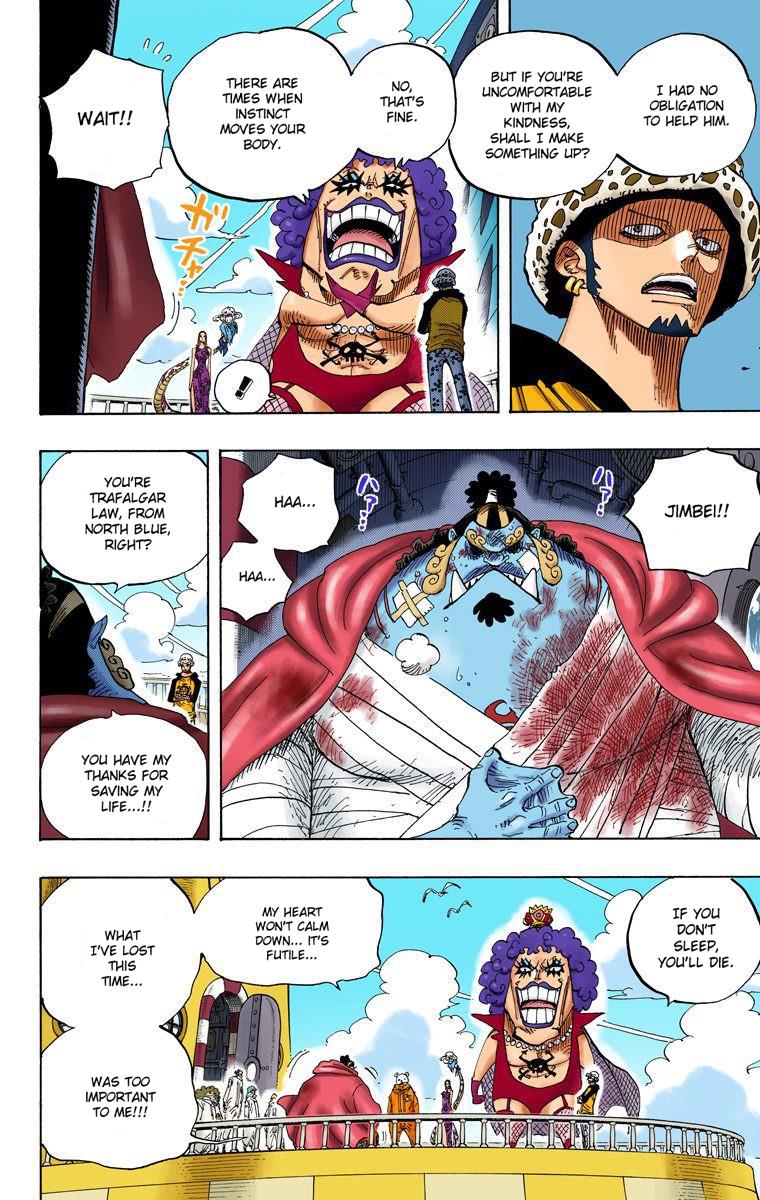 I HAD NO
OBLIGATION
TO HELP HIM.
BUT IF YOU'RE
UNCOMFORTABLE
WITH MY
KINDNESS,
SHALL I MAKE
SOMETHING UP?
NO,
THAT'S
FINE.
THERE ARE
TIMES WHEN
INSTINCT
MOVES YOUR
BODY.
WAIT!!
ガチャ…
!
JIMBEI!!
ハァ…
ハァ…
HAA...
HAA...
YOU'RE
TRAFALGAR
LAW, FROM
NORTH BLUE,
RIGHT?
YOU HAVE MY
THANKS FOR
SAVING MY
LIFE...!!
IF YOU
DON'T
SLEEP,
YOU'LL DIE.
MY HEART
WON'T CALM
DOWN... IT'S
FUTILE...
WHAT
I'VE LOST
THIS
TIME...
WAS TOO
IMPORTANT
TO ME!!!